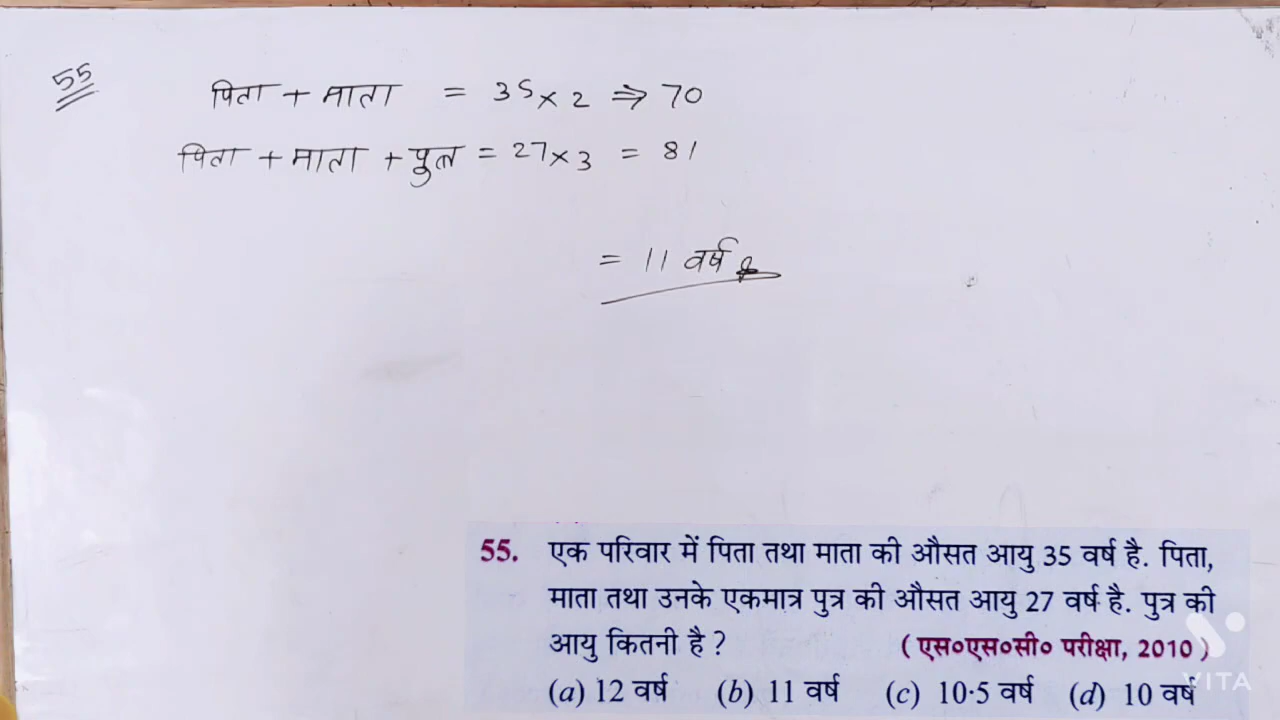 55
पिता + माता = 35 × 2 ⇒ 70
पिता + माता + पुत्र = 27 × 3 = 81
= 11 वर्ष
55. एक परिवार में पिता तथा माता की औसत आयु 35 वर्ष है. पिता,
माता तथा उनके एकमात्र पुत्र की औसत आयु 27 वर्ष है. पुत्र की
आयु कितनी है ? ( एस०एस०सी० परीक्षा, 2010 )
(a) 12 वर्ष (b) 11 वर्ष (c) 10·5 वर्ष (d) 10 वर्ष
VITA